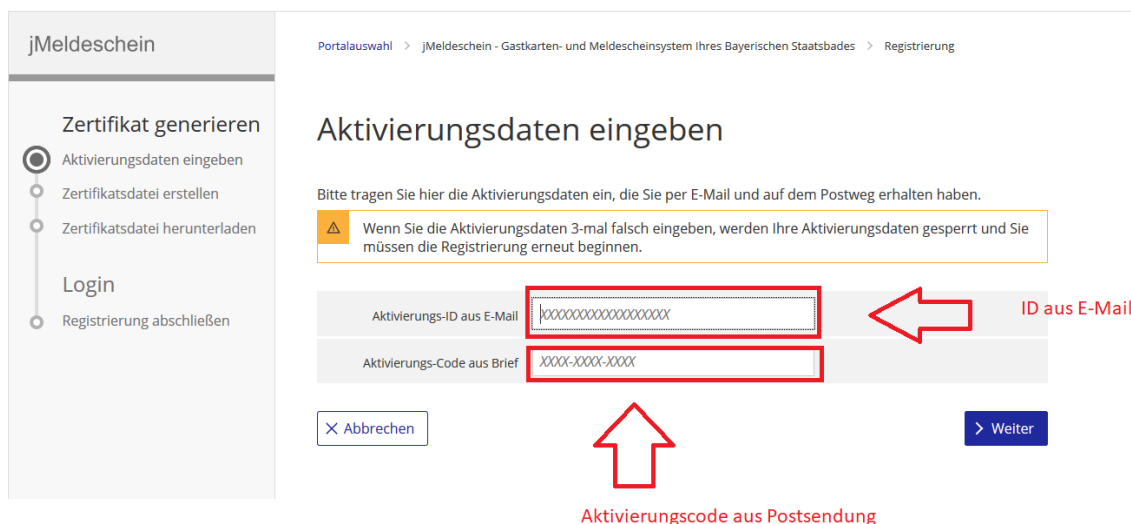 jMeldeschein
Portalauswahl > jMeldeschein - Gastkarten- und Meldescheinsystem Ihres Bayerischen Staatsbades > Registrierung
Zertifikat generieren
Aktivierungsdaten eingeben
Zertifikatsdatei erstellen
Zertifikatsdatei herunterladen
Login
Registrierung abschließen
Aktivierungsdaten eingeben
Bitte tragen Sie hier die Aktivierungsdaten ein, die Sie per E-Mail und auf dem Postweg erhalten haben.
Wenn Sie die Aktivierungsdaten 3-mal falsch eingeben, werden Ihre Aktivierungsdaten gesperrt und Sie
müssen die Registrierung erneut beginnen.
Aktivierungs-ID aus E-Mail XXXXXXXXXXXXXXXXXXX
ID aus E-Mail
Aktivierungs-Code aus Brief XXXX-XXXX-XXXX
Abbrechen
Weiter
Aktivierungscode aus Postsendung